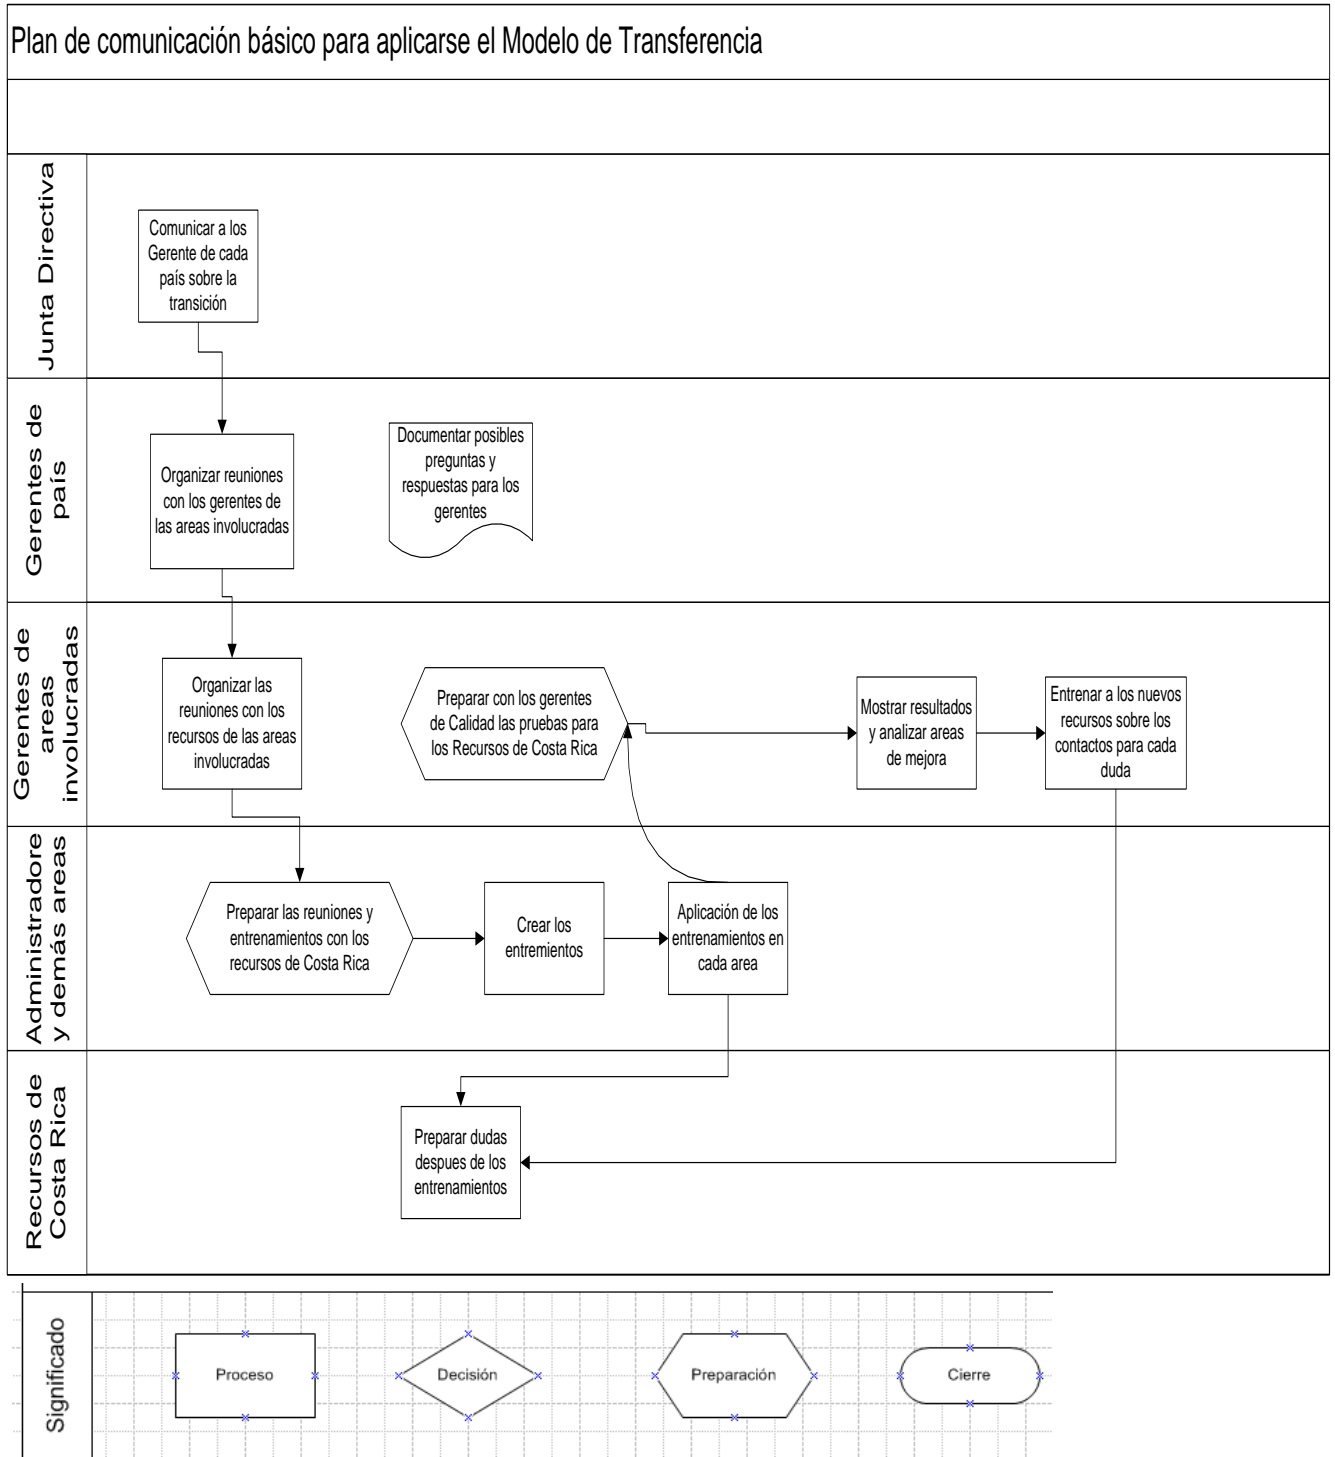 Plan de comunicación básico para aplicarse el Modelo de Transferencia
Junta Directiva
Comunicar a los
Gerente de cada
país sobre la
transición
Gerentes de
país
Organizar reuniones
con los gerentes de
las areas involucradas
Documentar posibles
preguntas y
respuestas para los
gerentes
Gerentes de
areas
involucradas
Organizar las
reuniones con los
recursos de las areas
involucradas
Preparar con los gerentes
de Calidad las pruebas para
los Recursos de Costa Rica
Mostrar resultados
y analizar areas
de mejora
Entrenar a los nuevos
recursos sobre los
contactos para cada
duda
Administradore
y demás areas
Preparar las reuniones y
entrenamientos con los
recursos de Costa Rica
Crear los
entremientos
Aplicación de los
entrenamientos en
cada area
Recursos de
Costa Rica
Preparar dudas
despues de los
entrenamientos
Significado
Proceso
Decisión
Preparación
Cierre